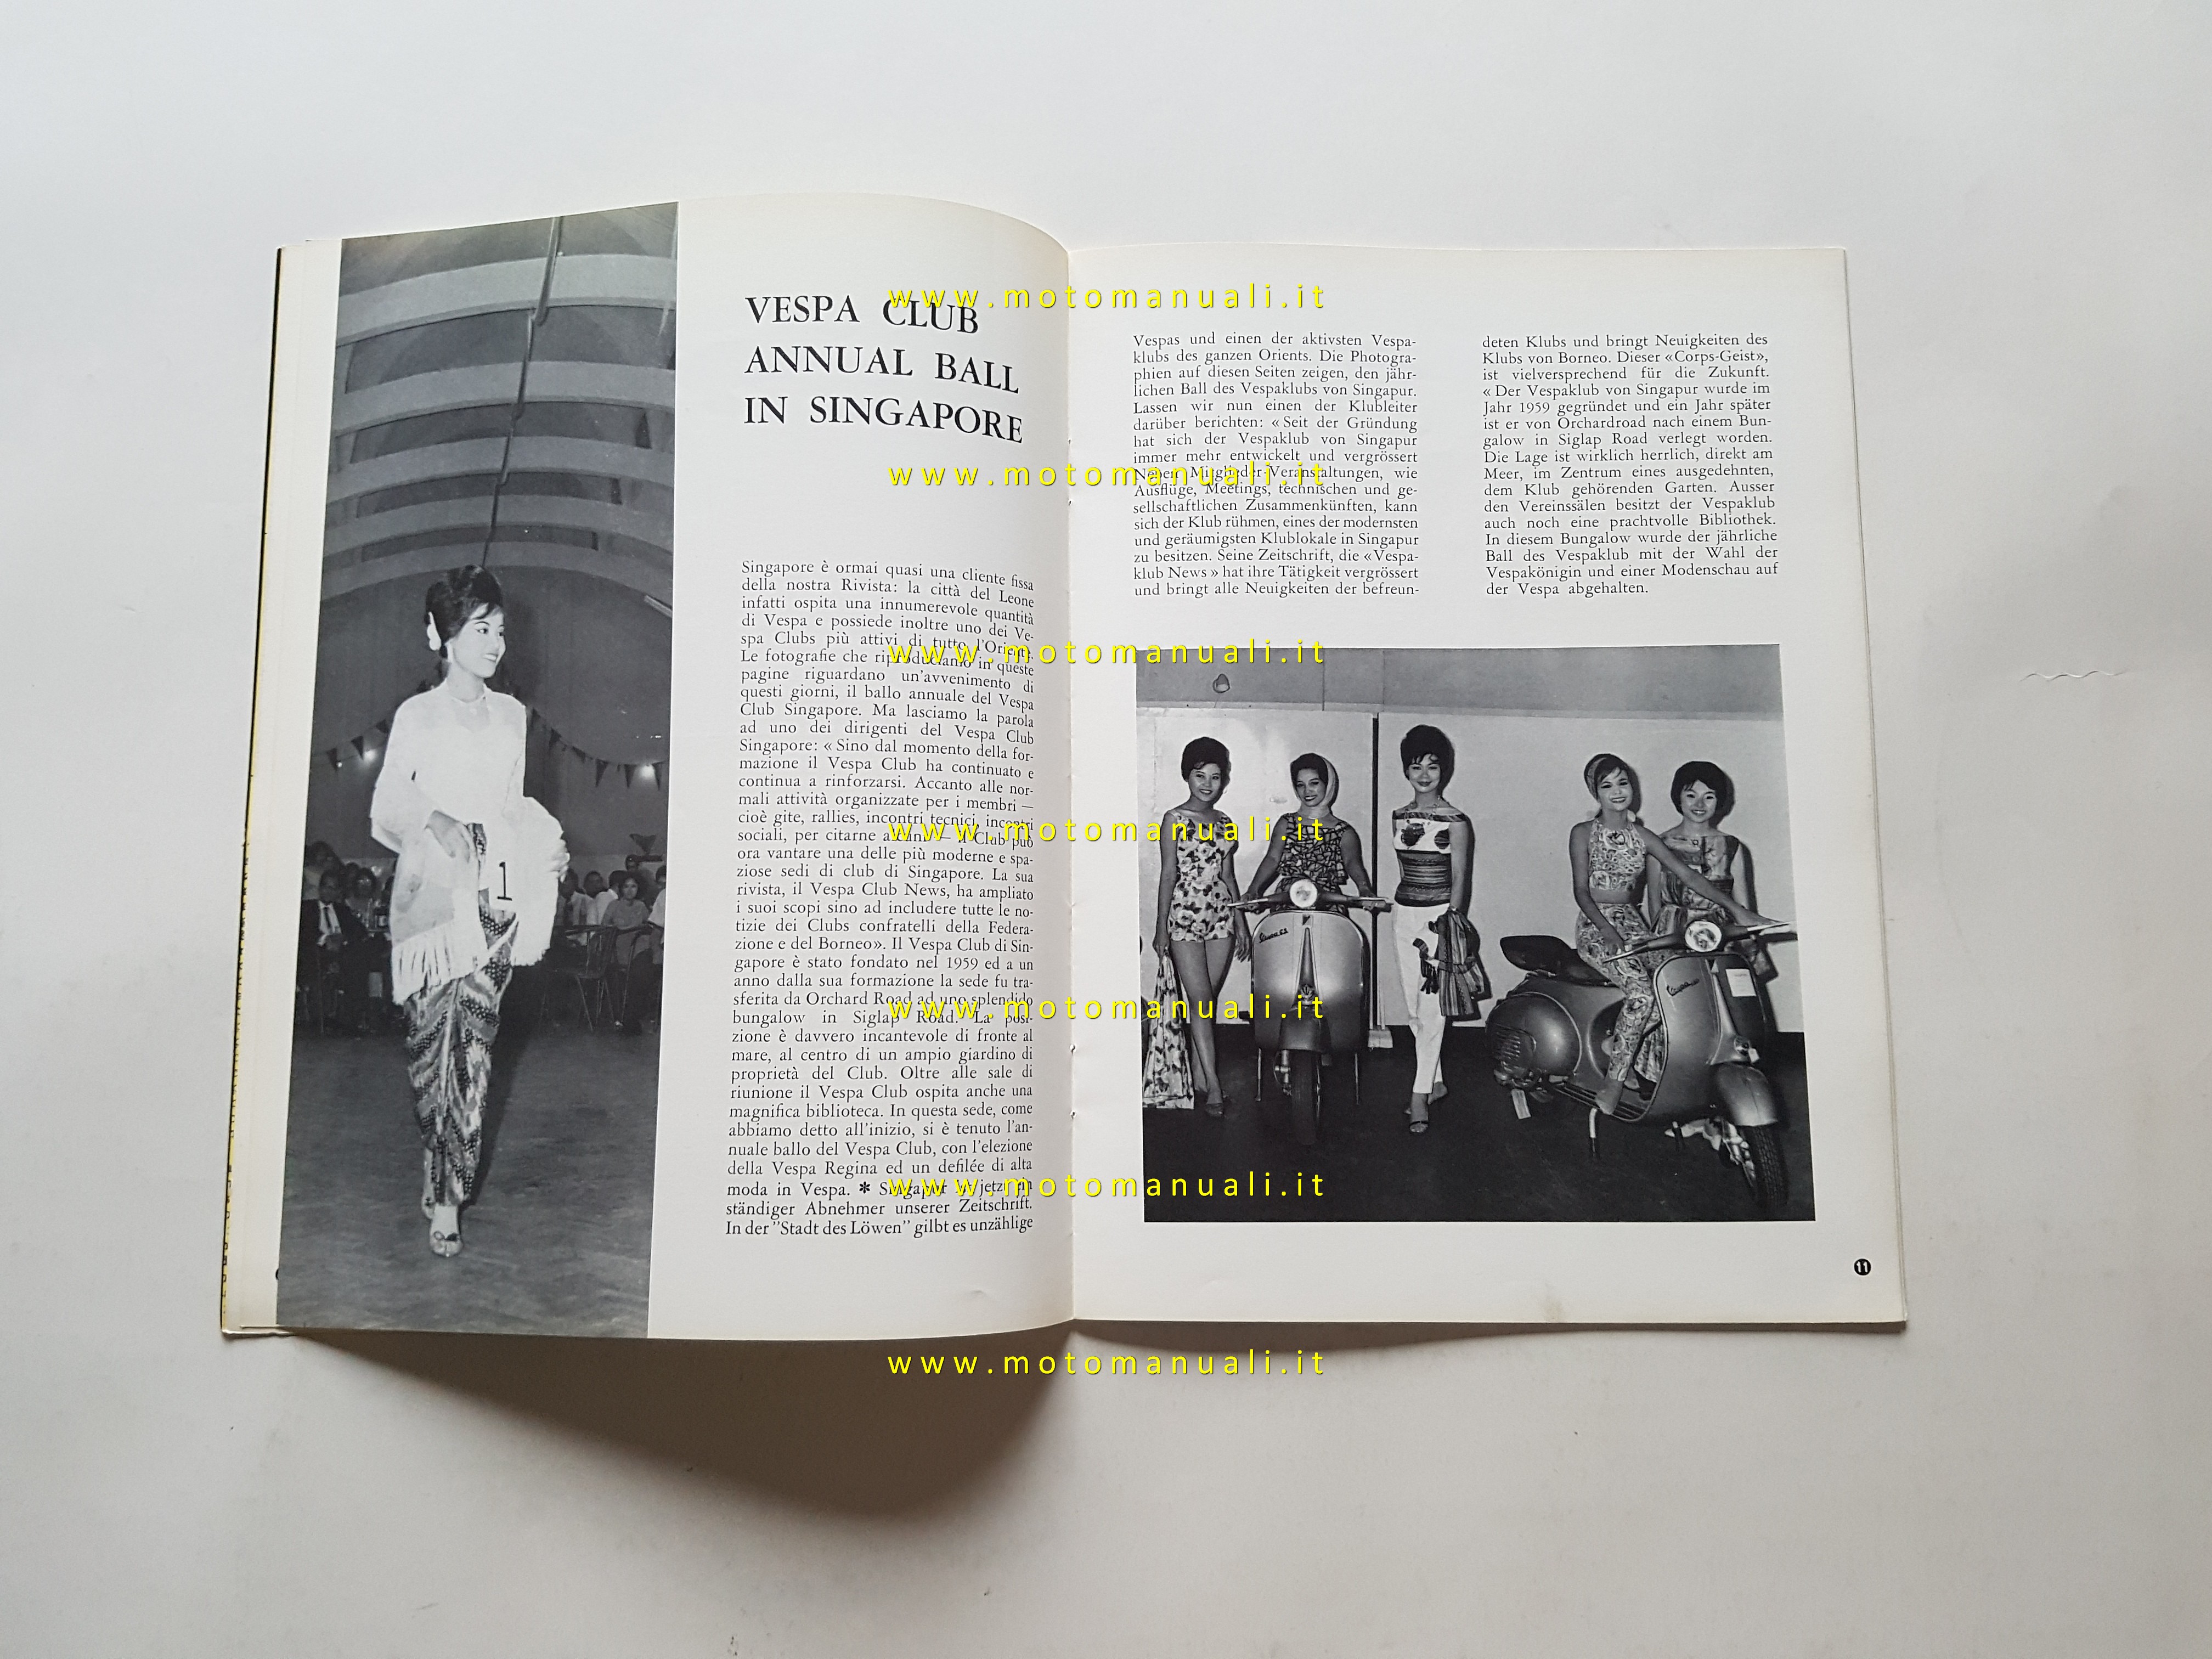 VESPA CLUB
ANNUAL BALL
IN SINGAPORE
Singapore è ormai quasi una cliente fissa
della nostra Rivista: la città del Leone
infatti ospita una innumerevole quantità
di Vespa e possiede inoltre uno dei Ve-
spa Clubs più attivi di tutto l'Oriente.
Le fotografie che riproduciamo in queste
pagine riguardano un'avvenimento di
questi giorni, il ballo annuale del Vespa
Club Singapore. Ma lasciamo la parola
ad uno dei dirigenti del Vespa Club
Singapore: « Sino dal momento della for-
mazione il Vespa Club ha continuato e
continua a rinforzarsi. Accanto alle nor-
mali attività organizzate per i membri —
cioè gite, rallies, incontri tecnici, incontri
sociali, per citarne alcuni — il Club può
ora vantare una delle più moderne e spa-
ziose sedi di club di Singapore. La sua
rivista, il Vespa Club News, ha ampliato
i suoi scopi sino ad includere tutte le no-
tizie dei Clubs confratelli della Federa-
zione e del Borneo». Il Vespa Club di Sin-
gapore è stato fondato nel 1959 ed a un
anno dalla sua formazione la sede fu tra-
sferita da Orchard Road ad uno splendido
bungalow in Siglap Road. La posi-
zione è davvero incantevole di fronte al
mare, al centro di un ampio giardino di
proprietà del Club. Oltre alle sale di
riunione il Vespa Club ospita anche una
magnifica biblioteca. In questa sede, come
abbiamo detto all'inizio, si è tenuto l'an-
nuale ballo del Vespa Club, con l'elezione
della Vespa Regina ed un defilée di alta
moda in Vespa. * Singapur ist jetzt ein
ständiger Abnehmer unserer Zeitschrift.
In der "Stadt des Löwen" gilbt es unzählige
Vespas und einen der aktivsten Vespa-
klubs des ganzen Orients. Die Photogra-
phien auf diesen Seiten zeigen, den jähr-
lichen Ball des Vespaklubs von Singapur.
Lassen wir nun einen der Klubleiter
darüber berichten: « Seit der Gründung
hat sich der Vespaklub von Singapur
immer mehr entwickelt und vergrössert
Neben Mitglieder-Veranstaltungen, wie
Ausflüge, Meetings, technischen und ge-
sellschaftlichen Zusammenkünften, kann
sich der Klub rühmen, eines der modernsten
und geräumigsten Klublokale in Singapur
zu besitzen. Seine Zeitschrift, die «Vespa-
klub News » hat ihre Tätigkeit vergrössert
und bringt alle Neuigkeiten der befreun-
deten Klubs und bringt Neuigkeiten des
Klubs von Borneo. Dieser «Corps-Geist»,
ist vielversprechend für die Zukunft.
« Der Vespaklub von Singapur wurde im
Jahr 1959 gegründet und ein Jahr später
ist er von Orchardroad nach einem Bun-
galow in Siglap Road verlegt worden.
Die Lage ist wirklich herrlich, direkt am
Meer, im Zentrum eines ausgedehnten,
dem Klub gehörenden Garten. Ausser
den Vereinssälen besitzt der Vespaklub
auch noch eine prachtvolle Bibliothek.
In diesem Bungalow wurde der jährliche
Ball des Vespaklub mit der Wahl der
Vespakönigin und einer Modenschau auf
der Vespa abgehalten.
1
Vespa GS
Vespa
11
www.motomanuali.it
www.motomanuali.it
www.motomanuali.it
www.motomanuali.it
www.motomanuali.it
www.motomanuali.it
www.motomanuali.it